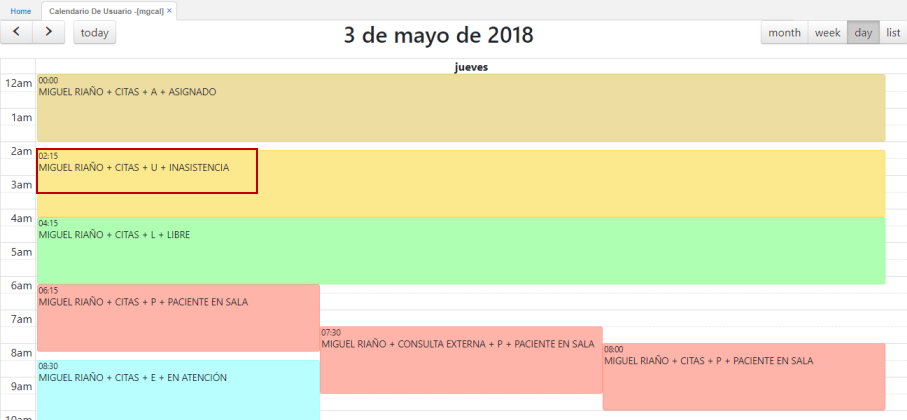 Home
Calendario De Usuario -[mgcal] ×
today
3 de mayo de 2018
month week day list
jueves
12am
00:00
MIGUEL RIAÑO + CITAS + A + ASIGNADO
1am
2am
02:15
MIGUEL RIAÑO + CITAS + U + INASISTENCIA
3am
4am
04:15
MIGUEL RIAÑO + CITAS + L + LIBRE
5am
6am
06:15
MIGUEL RIAÑO + CITAS + P + PACIENTE EN SALA
7am
07:30
MIGUEL RIAÑO + CONSULTA EXTERNA + P + PACIENTE EN SALA
8am
08:00
MIGUEL RIAÑO + CITAS + P + PACIENTE EN SALA
08:30
MIGUEL RIAÑO + CITAS + E + EN ATENCIÓN
9am
10am